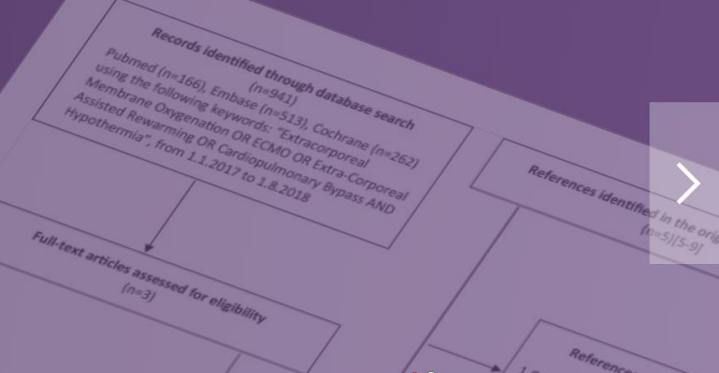 Records identified through database search
(n=941)
Pubmed (n=166), Embase (n=513), Cochrane (n=262)
using the following keywords: "Extracorporeal
Membrane Oxygenation OR ECMO OR Extra-Corporeal
Assisted Rewarming OR Cardiopulmonary Bypass AND
Hypothermia", from 1.1.2017 to 1.8.2018
References identified in the orig
(n=5)[5-9]
Full-text articles assessed for eligibility
(n=3)
Referenc